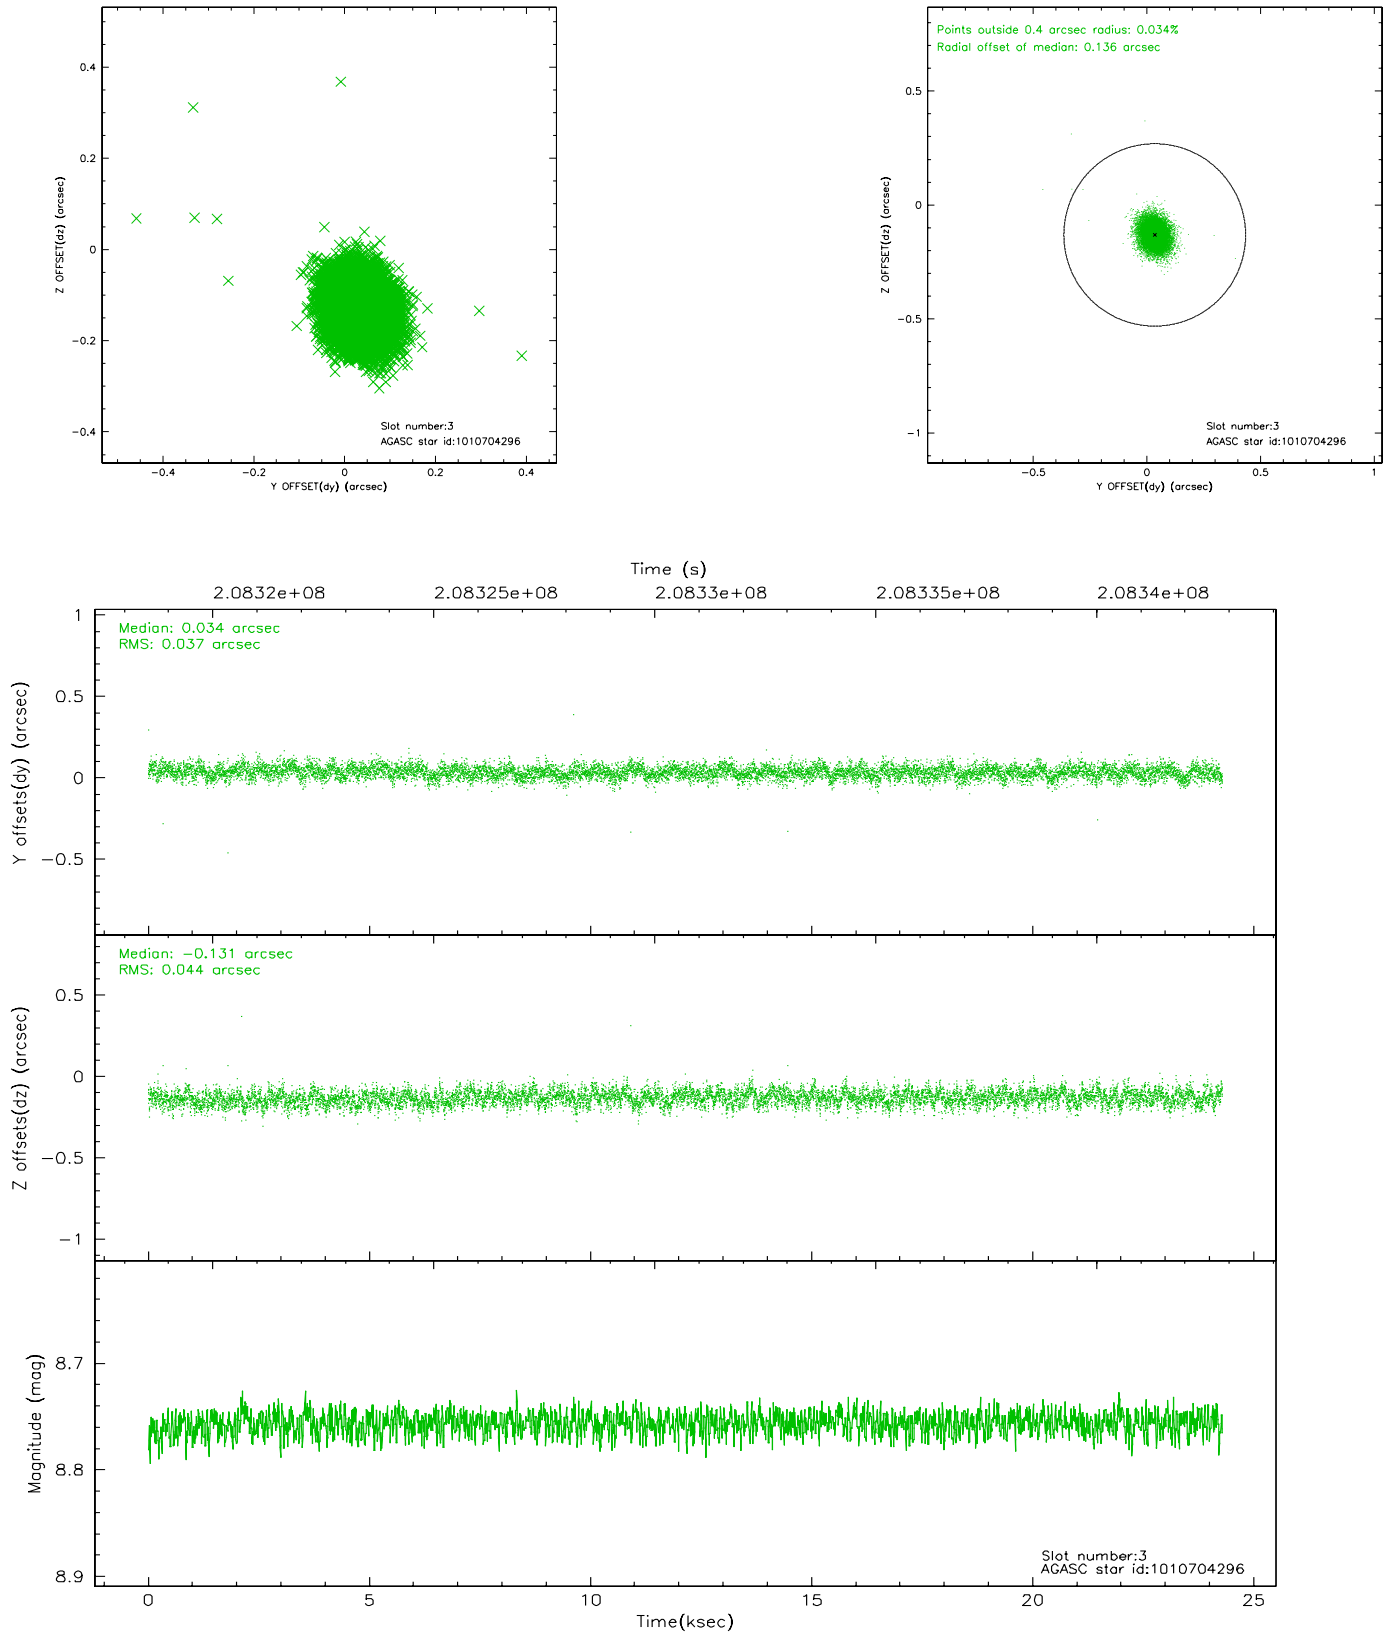 0.4
0.2
0
−0.2
−0.4
Z OFFSET(dz) (arcsec)
−0.4
−0.2
0
0.2
0.4
Y OFFSET(dy) (arcsec)
Slot number:3
AGASC star id:1010704296
Points outside 0.4 arcsec radius: 0.034%
Radial offset of median: 0.136 arcsec
0.5
0
−0.5
−1
Z OFFSET(dz) (arcsec)
−0.5
0
0.5
1
Y OFFSET(dy) (arcsec)
Slot number:3
AGASC star id:1010704296
Time (s)
2.0832e+08
2.08325e+08
2.0833e+08
2.08335e+08
2.0834e+08
Median: 0.034 arcsec
RMS: 0.037 arcsec
1
0.5
0
−0.5
Y offsets(dy) (arcsec)
Median: −0.131 arcsec
RMS: 0.044 arcsec
0.5
0
−0.5
−1
Z offsets(dz) (arcsec)
8.7
8.8
8.9
Magnitude (mag)
Slot number:3
AGASC star id:1010704296
0
5
10
15
20
25
Time(ksec)